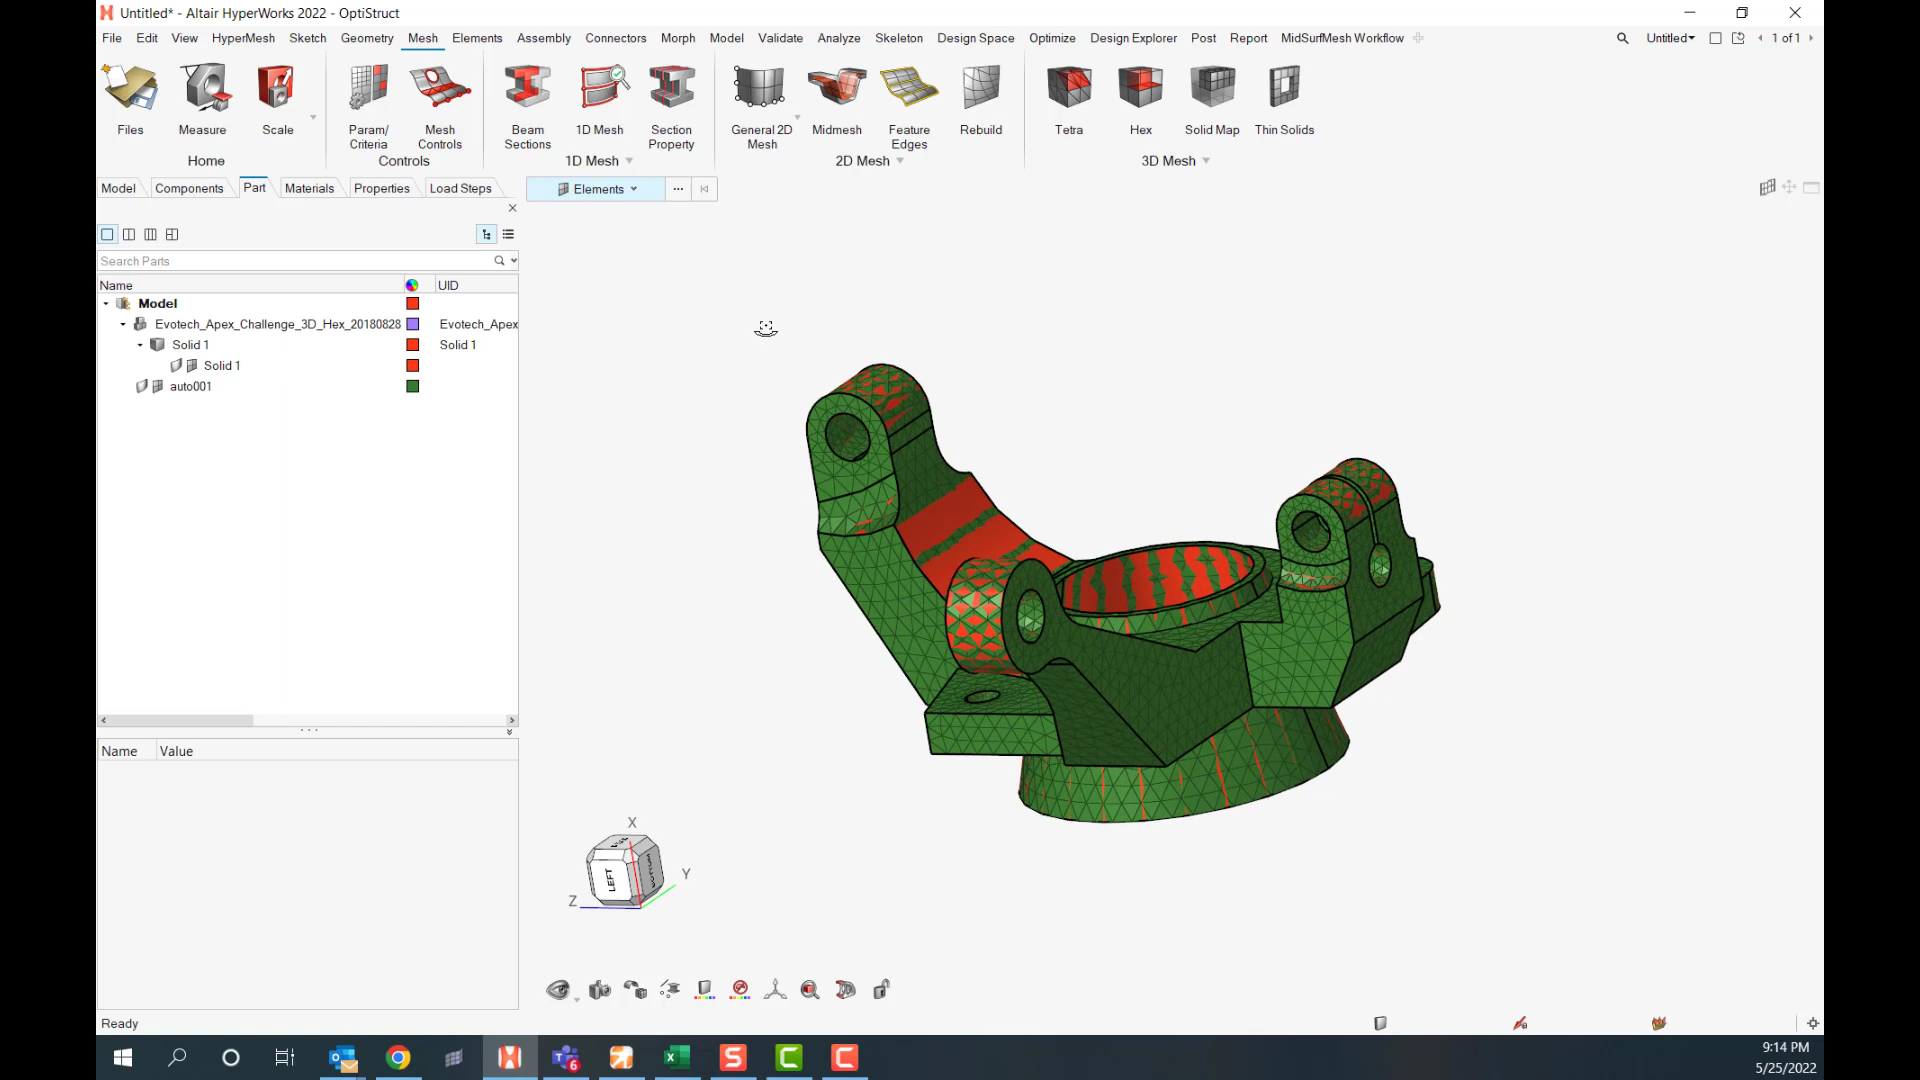 Untitled* - Altair HyperWorks 2022 - OptiStruct
File Edit View HyperMesh Sketch Geometry Mesh Elements Assembly Connectors Morph Model Validate Analyze Skeleton Design Space Optimize Design Explorer Post Report MidSurfMesh Workflow Untitled 1 of 1
Files Measure Scale Param/ Criteria Mesh Controls Beam Sections 1D Mesh Section Property General 2D Mesh Midmesh Feature Edges Rebuild Tetra Hex Solid Map Thin Solids
Home Controls 1D Mesh 2D Mesh 3D Mesh
Model Components Part Materials Properties Load Steps Elements
Search Parts
Name UID
Model
Evotech_Apex_Challenge_3D_Hex_20180828 Evotech_Apex
Solid 1 Solid 1
Solid 1
auto001
Name Value
X
Y
Z
LEFT
Ready
6
9:14 PM
5/25/2022